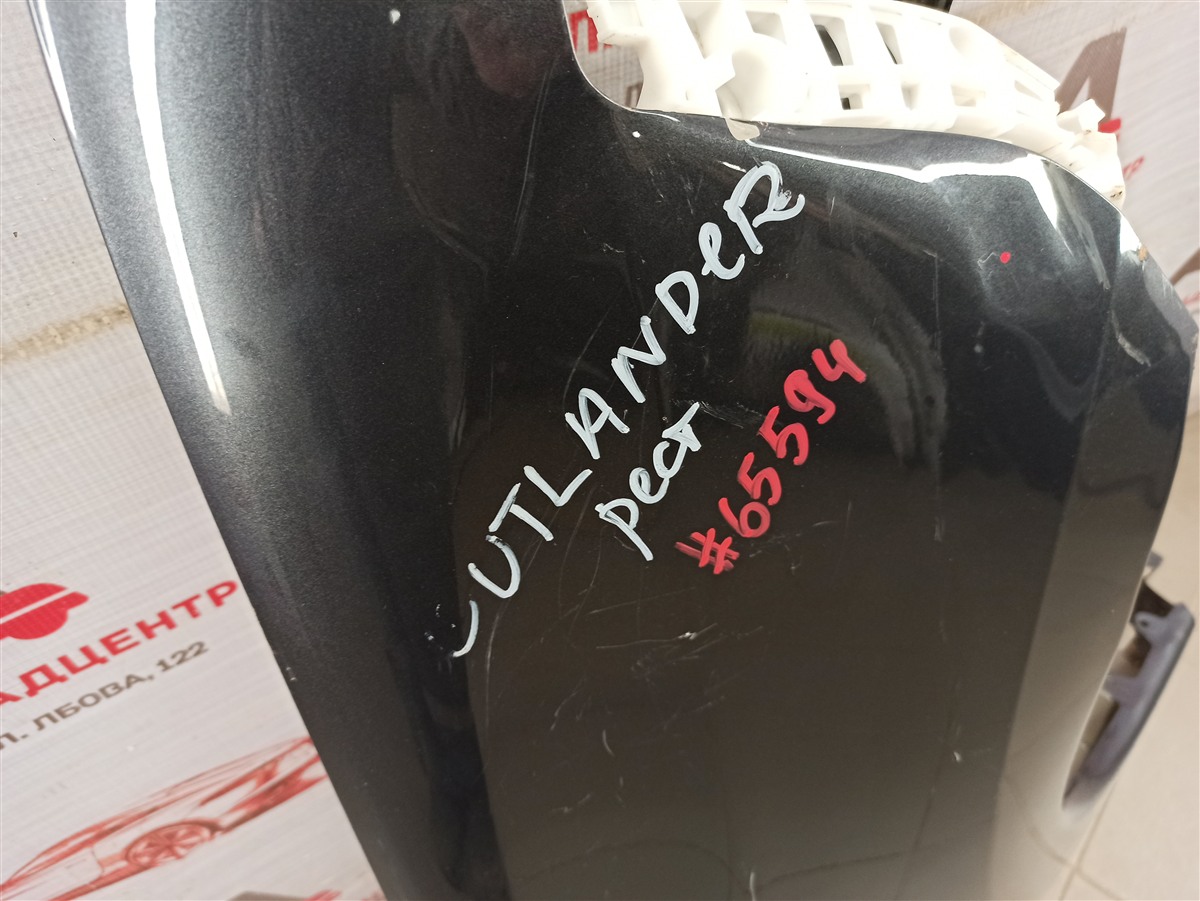 UTLANDER
рест
#65594
АДЦЕНТР
Л. ЛБОВА, 122